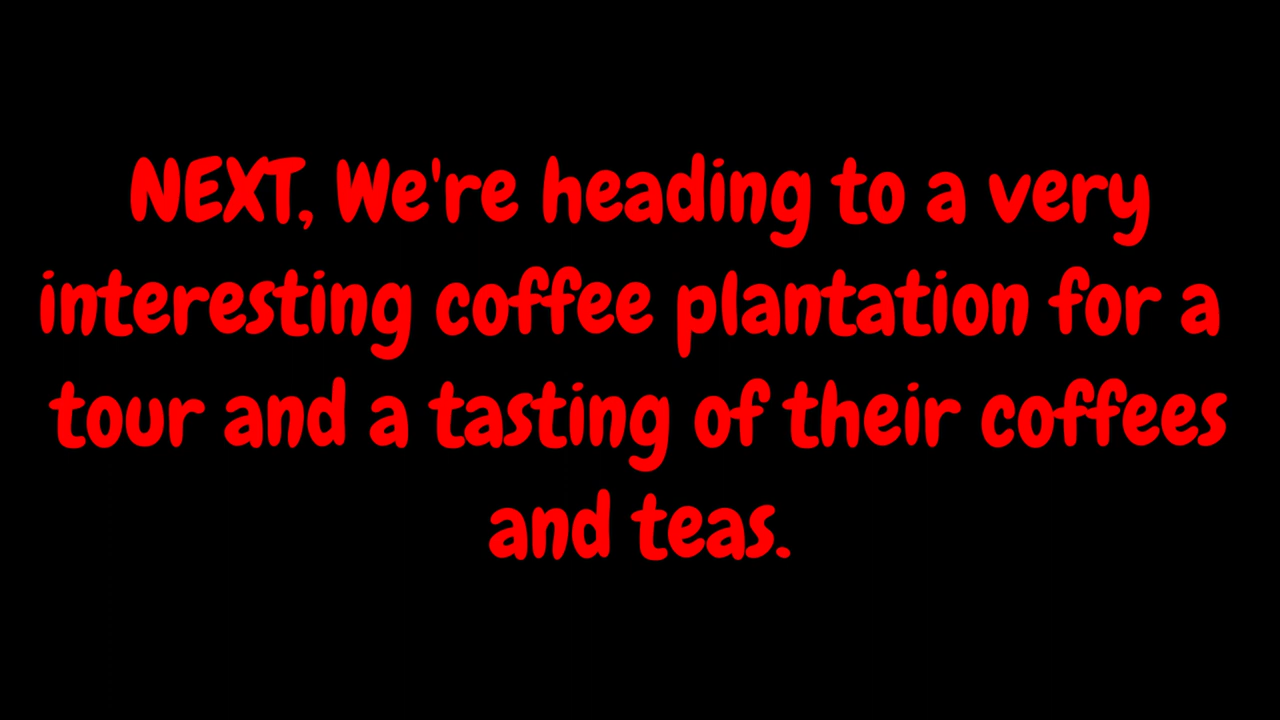 NEXT, We're heading to a very
interesting coffee plantation for a
tour and a tasting of their coffees
and teas.